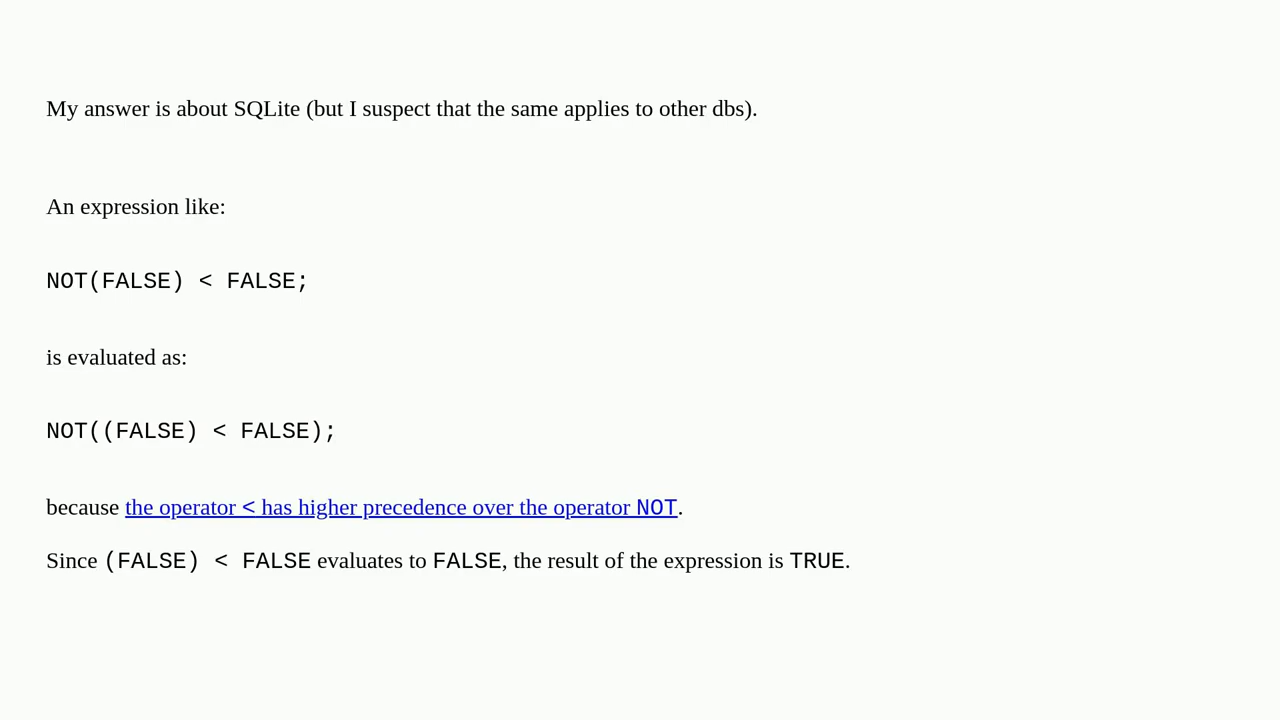 My answer is about SQLite (but I suspect that the same applies to other dbs).
An expression like:
NOT(FALSE) < FALSE;
is evaluated as:
NOT((FALSE) < FALSE);
because the operator < has higher precedence over the operator NOT.
Since (FALSE) < FALSE evaluates to FALSE, the result of the expression is TRUE.